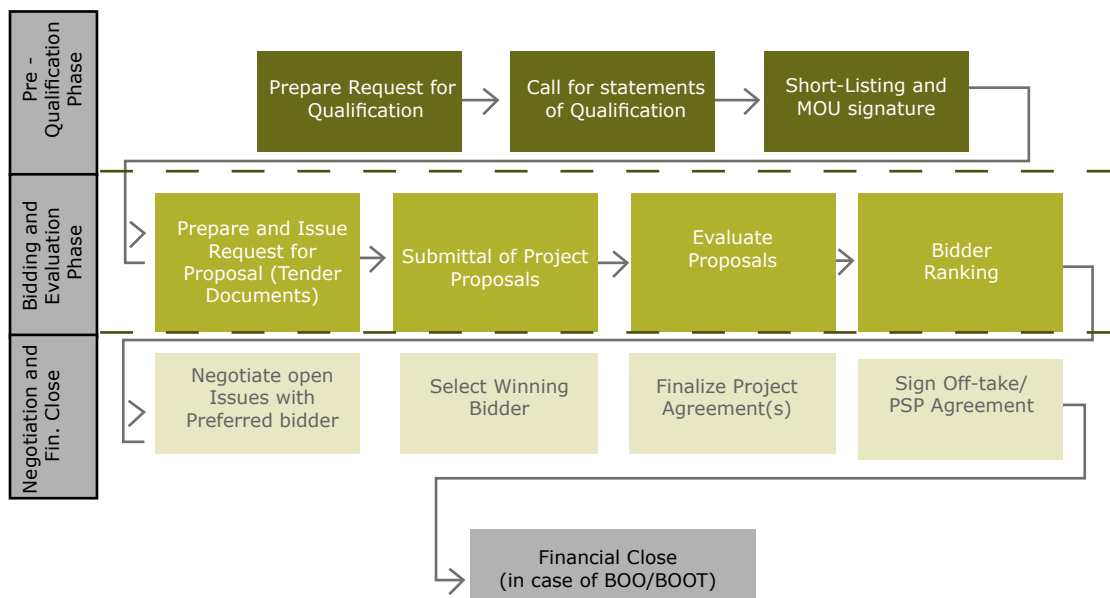 Pre -
Qualification
Phase
Prepare Request for
Qualification
Call for statements
of Qualification
Short-Listing and
MOU signature
Bidding and
Evaluation
Phase
Prepare and Issue
Request for
Proposal (Tender
Documents)
Submittal of Project
Proposals
Evaluate
Proposals
Bidder
Ranking
Negotiation and
Fin. Close
Negotiate open
Issues with
Preferred bidder
Select Winning
Bidder
Finalize Project
Agreement(s)
Sign Off-take/
PSP Agreement
Financial Close
(in case of BOO/BOOT)